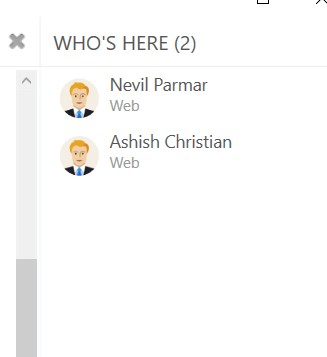 WHO'S HERE (2)
Nevil Parmar
Web
Ashish Christian
Web